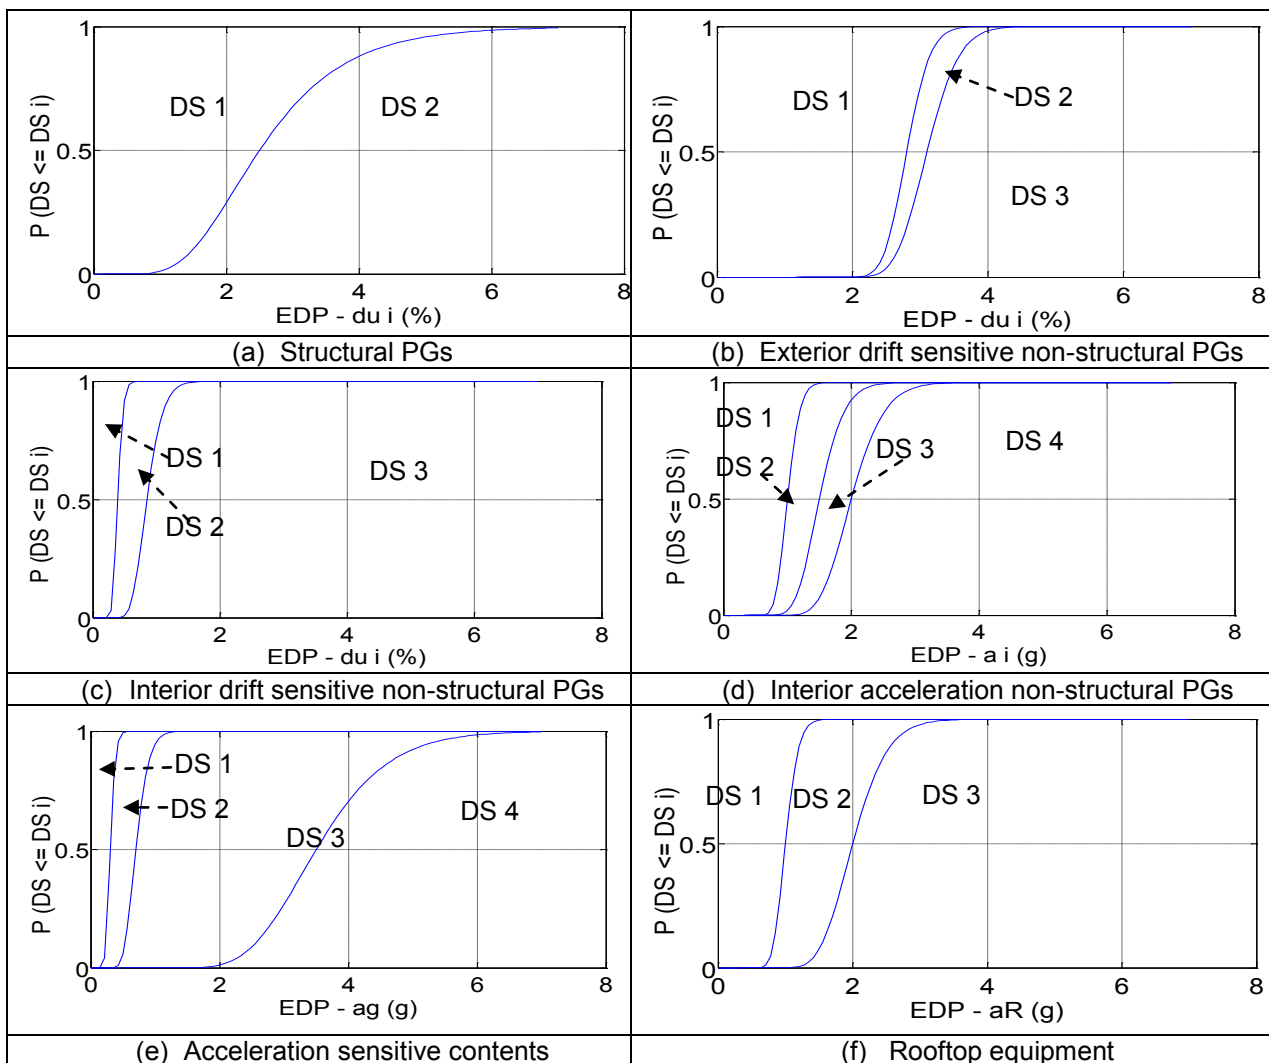 1
P (DS <= DS i)
0.5
0
DS 1
DS 2
0 2 4 6 8
EDP - du i (%)
(a) Structural PGs
1
P (DS <= DS i)
0.5
0
DS 1
DS 2
DS 3
0 2 4 6 8
EDP - du i (%)
(b) Exterior drift sensitive non-structural PGs
1
P (DS <= DS i)
0.5
0
DS 1
DS 3
DS 2
0 2 4 6 8
EDP - du i (%)
(c) Interior drift sensitive non-structural PGs
1
P (DS <= DS i)
0.5
0
DS 1
DS 3
DS 4
DS 2
0 2 4 6 8
EDP - a i (g)
(d) Interior acceleration non-structural PGs
1
P (DS <= DS i)
0.5
0
DS 1
DS 2
DS 3
DS 4
0 2 4 6 8
EDP - ag (g)
(e) Acceleration sensitive contents
1
P (DS <= DS i)
0.5
0
DS 1
DS 2
DS 3
0 2 4 6 8
EDP - aR (g)
(f) Rooftop equipment